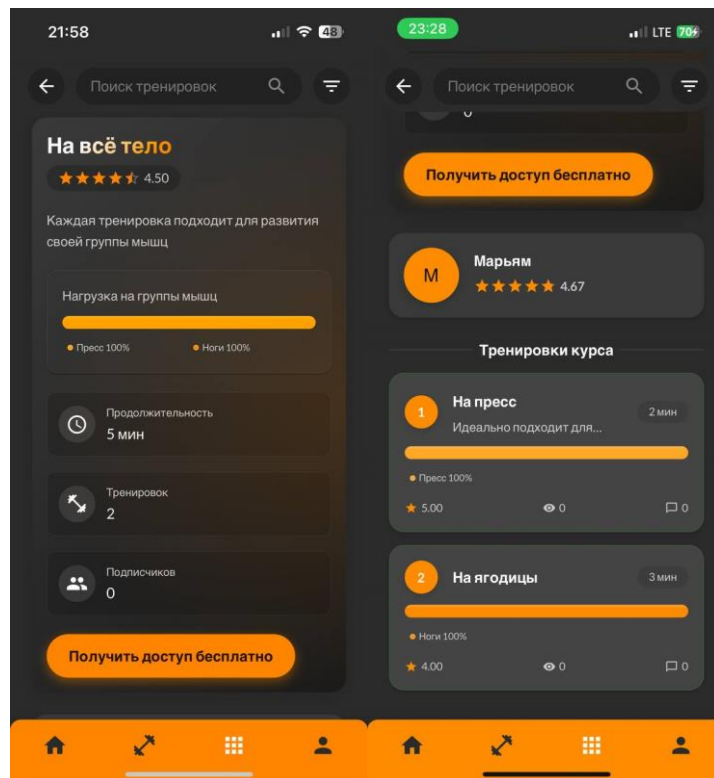 21:58
LTE 48
Поиск тренировок
На всё тело
4.50
Каждая тренировка подходит для развития
своей группы мышц
Нагрузка на группы мышц
Пресс 100%
Ноги 100%
Продолжительность
5 мин
Тренировок
2
Подписчиков
0
Получить доступ бесплатно
23:28
LTE 70
Поиск тренировок
0
Получить доступ бесплатно
М
Марьям
4.67
Тренировки курса
1
На пресс
2 мин
Идеально подходит для...
Пресс 100%
5.00
0
0
2
На ягодицы
3 мин
Ноги 100%
4.00
0
0